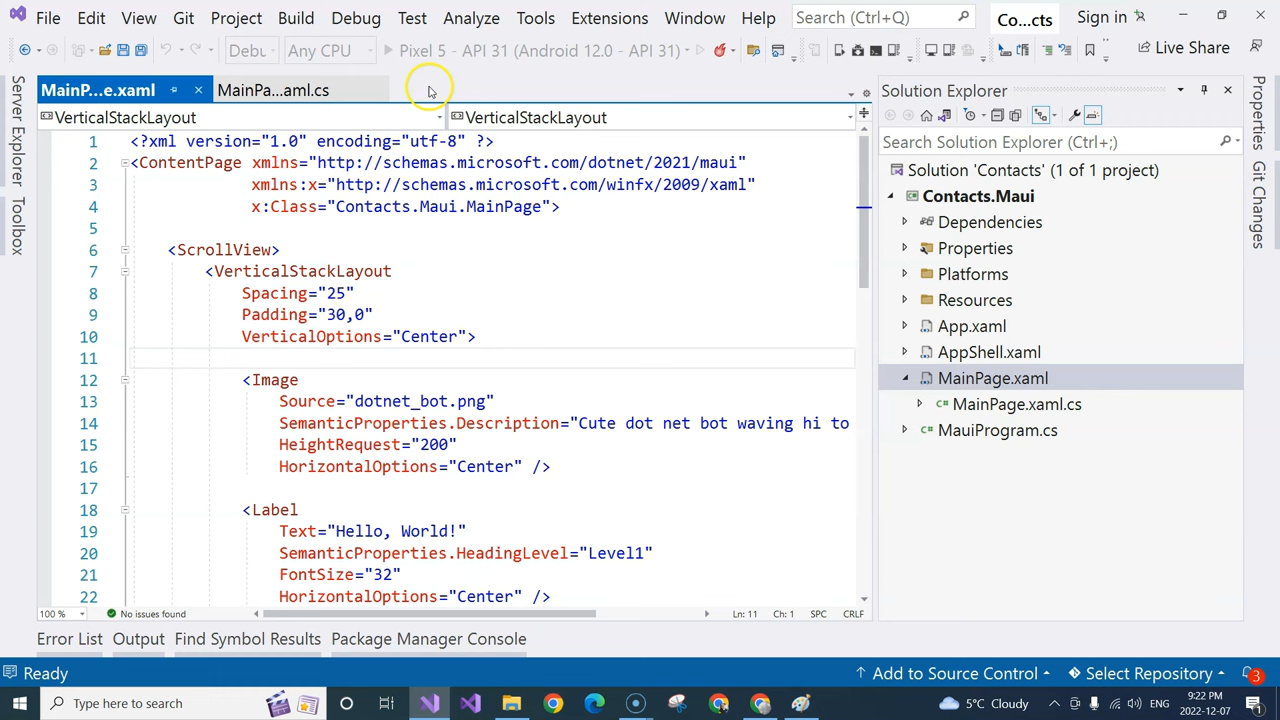 File Edit View Git Project Build Debug Test Analyze Tools Extensions Window Help Search (Ctrl+Q) Co...cts Sign in
Debu Any CPU Pixel 5 - API 31 (Android 12.0 - API 31) Live Share
MainP...e.xaml MainPa...aml.cs
VerticalStackLayout VerticalStackLayout
1 <?xml version="1.0" encoding="utf-8" ?>
2 <ContentPage xmlns="http://schemas.microsoft.com/dotnet/2021/maui"
3 xmlns:x="http://schemas.microsoft.com/winfx/2009/xaml"
4 x:Class="Contacts.Maui.MainPage">
5
6 <ScrollView>
7 <VerticalStackLayout
8 Spacing="25"
9 Padding="30,0"
10 VerticalOptions="Center">
11
12 <Image
13 Source="dotnet_bot.png"
14 SemanticProperties.Description="Cute dot net bot waving hi to
15 HeightRequest="200"
16 HorizontalOptions="Center" />
17
18 <Label
19 Text="Hello, World!"
20 SemanticProperties.HeadingLevel="Level1"
21 FontSize="32"
22 HorizontalOptions="Center" />
100 % No issues found Ln: 11 Ch: 1 SPC CRLF
Server Explorer
Toolbox
Solution Explorer
Search Solution Explorer (Ctrl+;)
Solution 'Contacts' (1 of 1 project)
Contacts.Maui
Dependencies
Properties
Platforms
Resources
App.xaml
AppShell.xaml
MainPage.xaml
MainPage.xaml.cs
MauiProgram.cs
Properties
Git Changes
Error List Output Find Symbol Results Package Manager Console
Ready Add to Source Control Select Repository 3
Type here to search 5°C Cloudy ENG 9:22 PM
2022-12-07 1